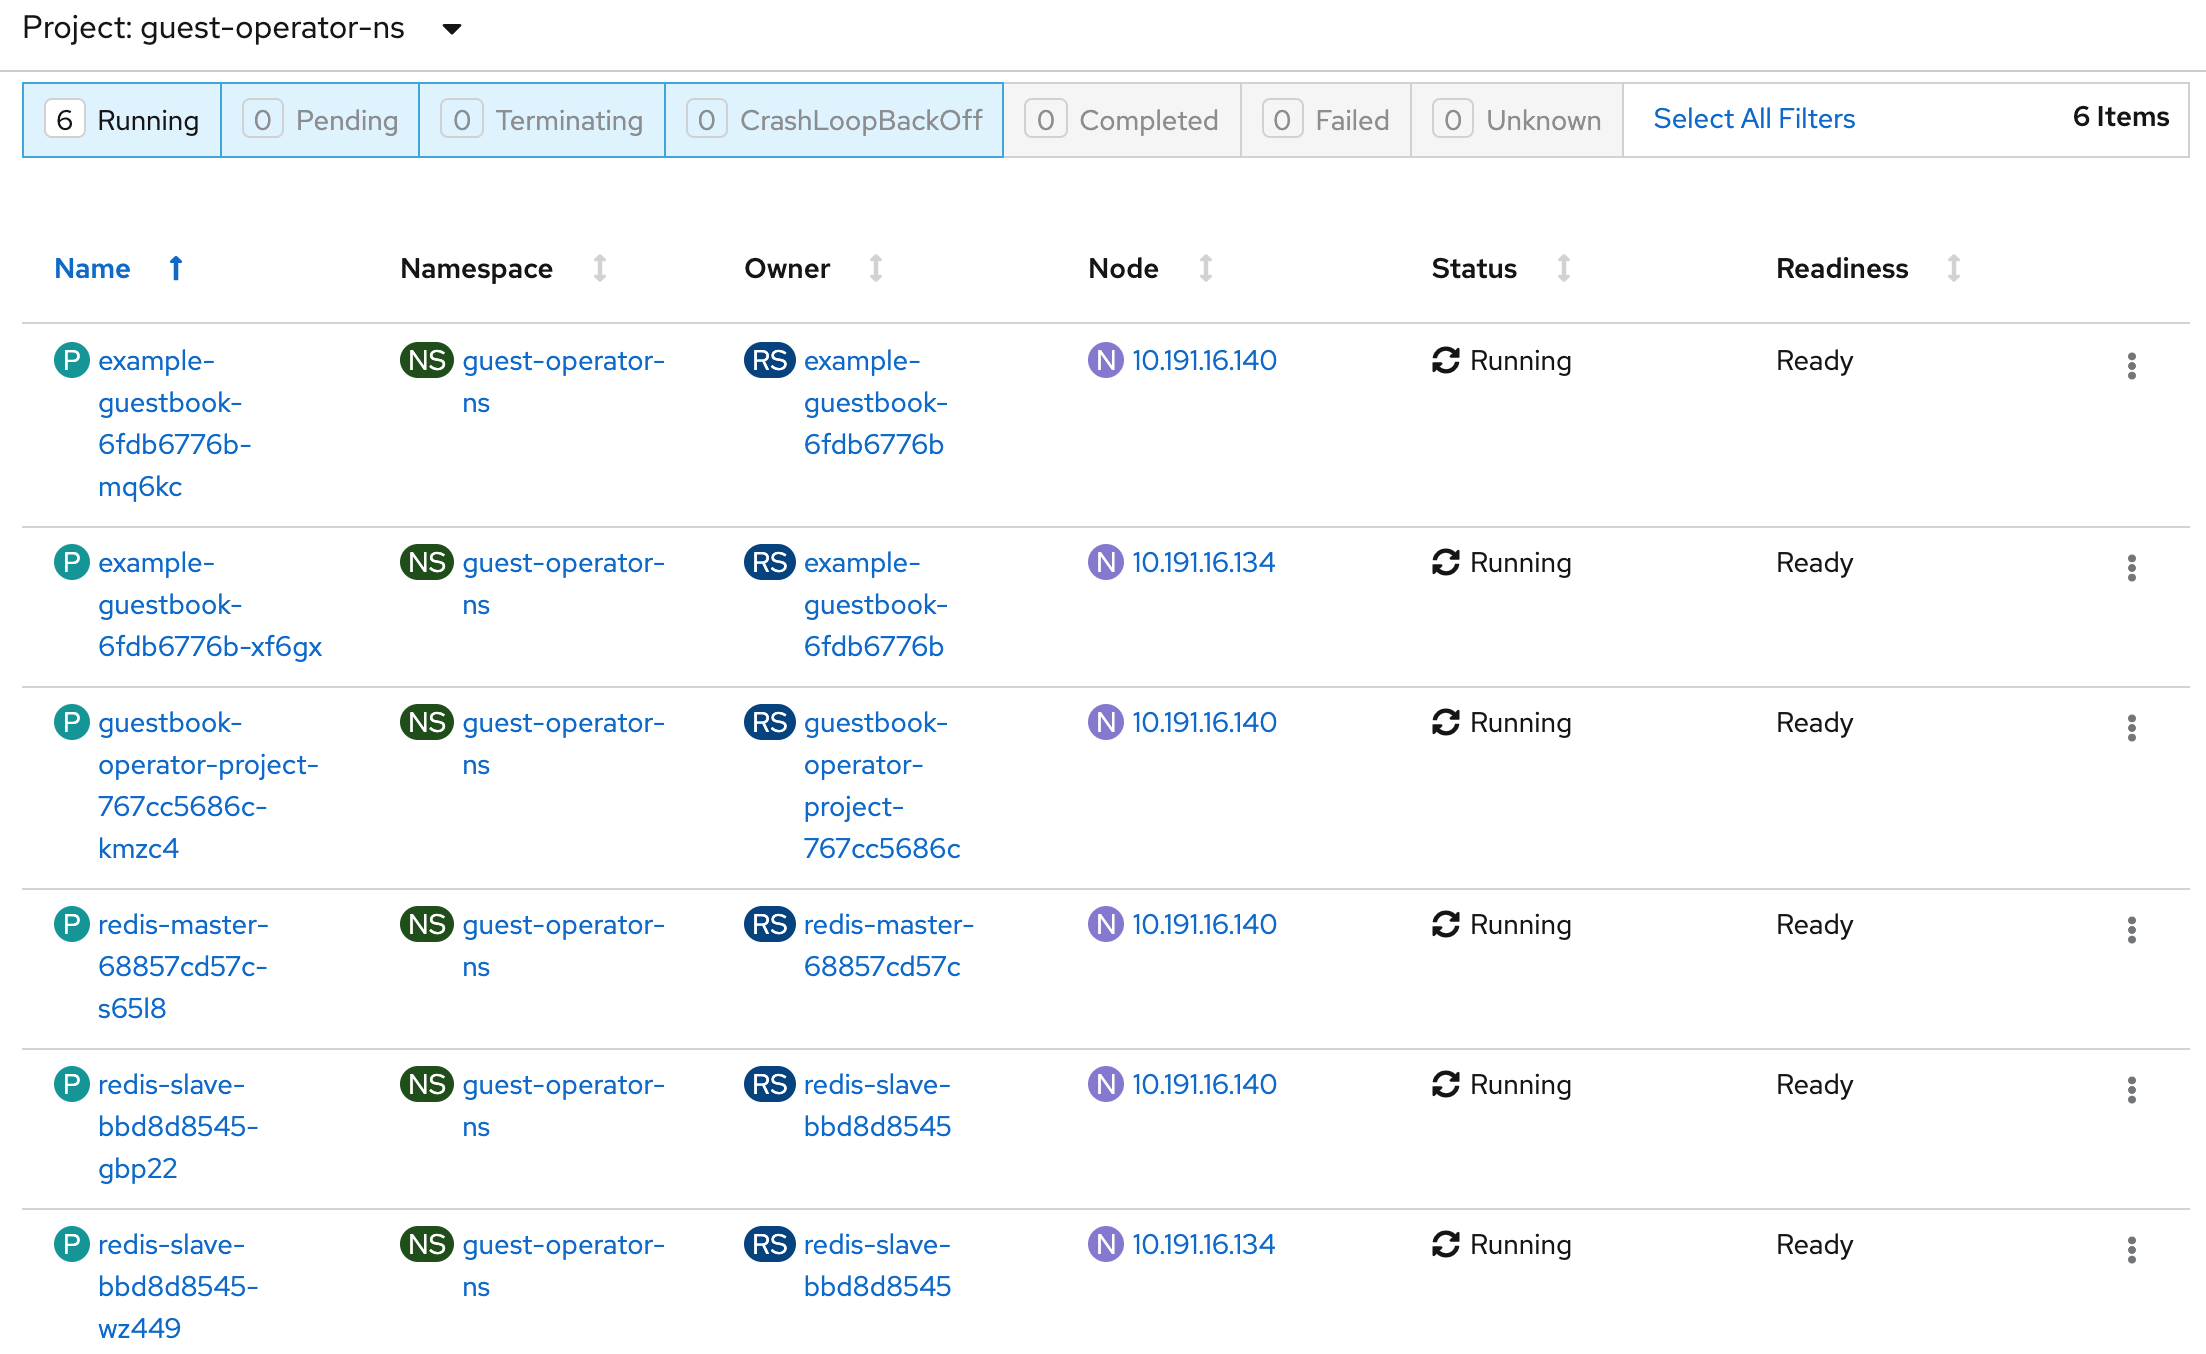 Project: guest-operator-ns
6 Running 0 Pending 0 Terminating 0 CrashLoopBackOff 0 Completed 0 Failed 0 Unknown Select All Filters 6 Items
Name Namespace Owner Node Status Readiness
P example- NS guest-operator- RS example- N 10.191.16.140 Running Ready
guestbook- ns guestbook-
6fdb6776b- 6fdb6776b
mq6kc
P example- NS guest-operator- RS example- N 10.191.16.134 Running Ready
guestbook- ns guestbook-
6fdb6776b-xf6gx 6fdb6776b
P guestbook- NS guest-operator- RS guestbook- N 10.191.16.140 Running Ready
operator-project- ns operator-
767cc5686c- project-
kmzc4 767cc5686c
P redis-master- NS guest-operator- RS redis-master- N 10.191.16.140 Running Ready
68857cd57c- ns 68857cd57c
s65l8
P redis-slave- NS guest-operator- RS redis-slave- N 10.191.16.140 Running Ready
bbd8d8545- ns bbd8d8545
gbp22
P redis-slave- NS guest-operator- RS redis-slave- N 10.191.16.134 Running Ready
bbd8d8545- ns bbd8d8545
wz449